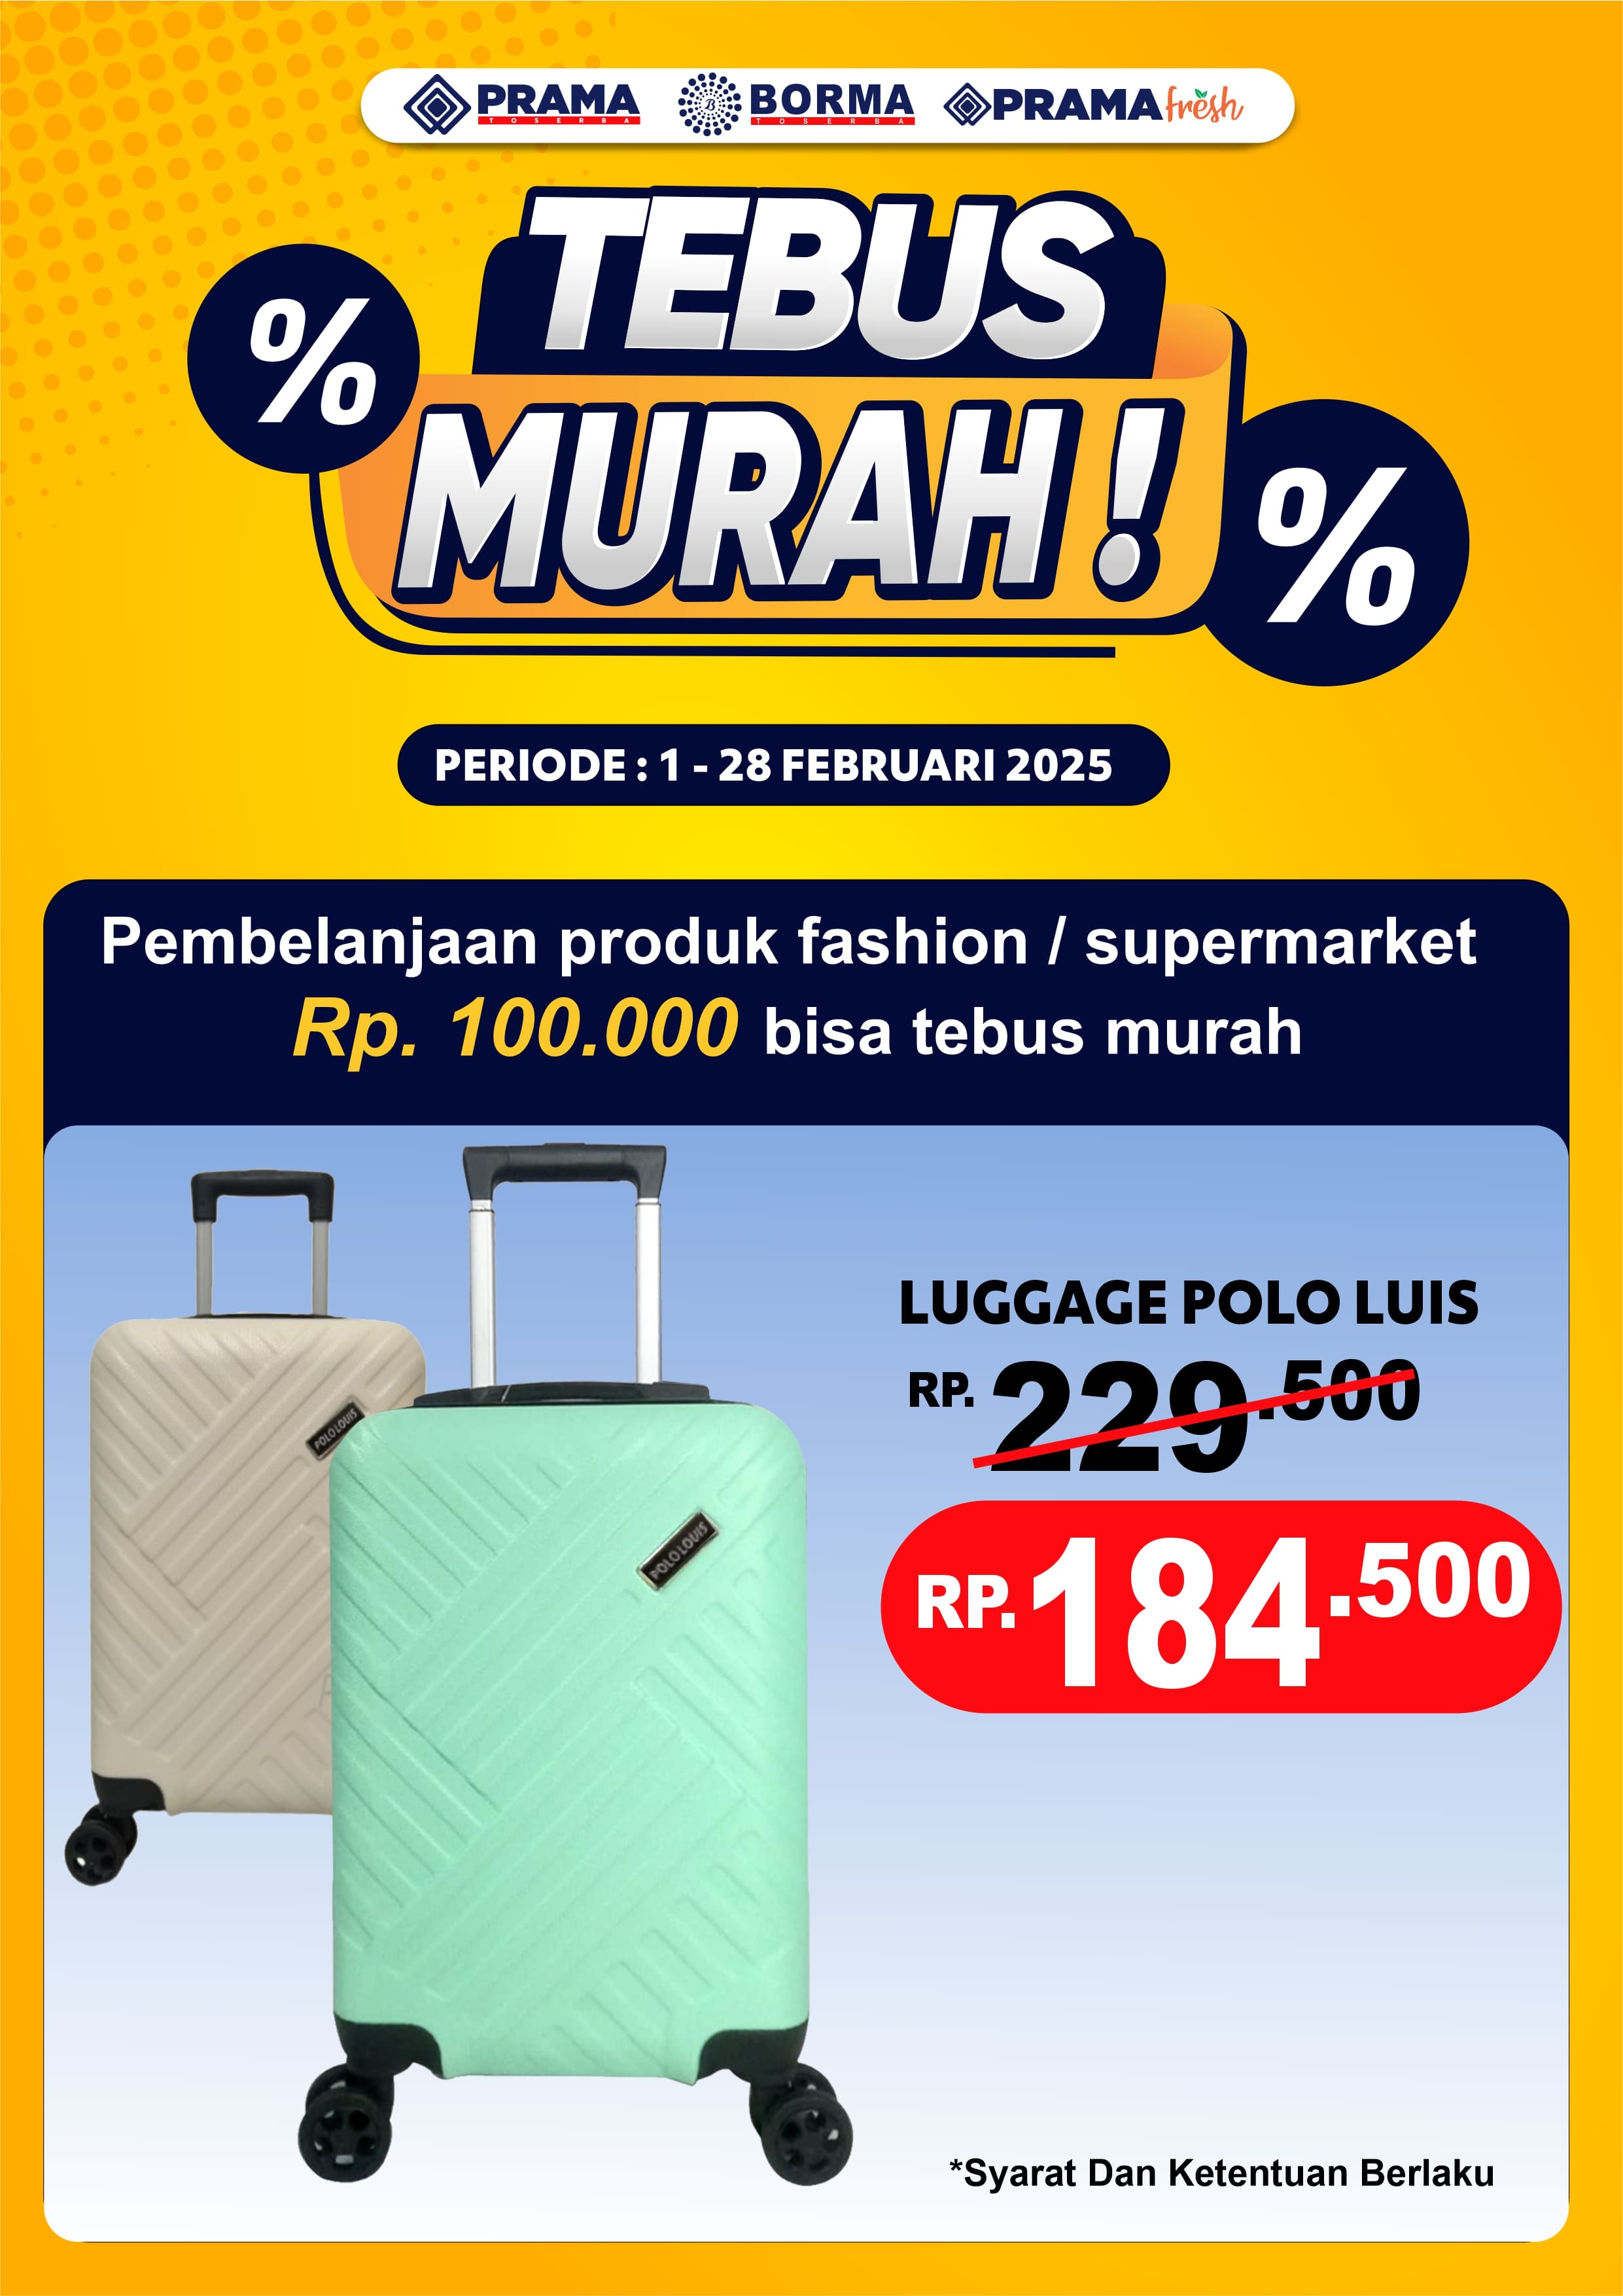 PRAMA
TOSERBA
B
BORMA
TOSERBA
PRAMA fresh
TEBUS
MURAH !
%
%
PERIODE : 1 - 28 FEBRUARI 2025
Pembelanjaan produk fashion / supermarket
Rp. 100.000 bisa tebus murah
LUGGAGE POLO LUIS
RP. 229.500
RP. 184.500
POLO LOUIS
POLO LOUIS
*Syarat Dan Ketentuan Berlaku